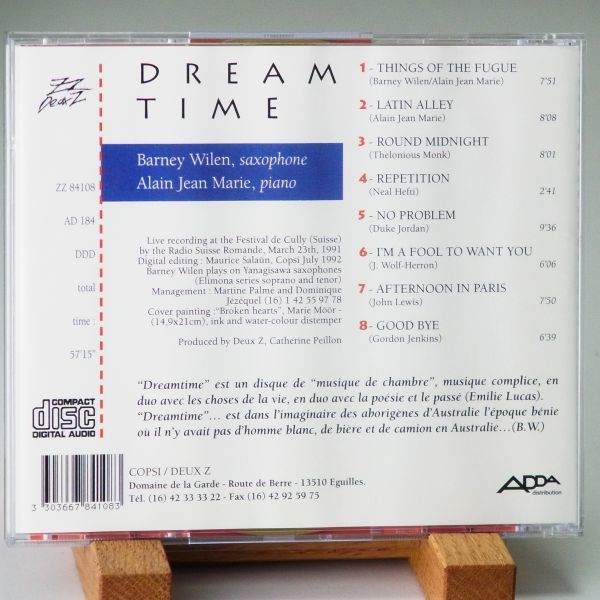 ZZ
Deux Z
DREAM
TIME
Barney Wilen, saxophone
Alain Jean Marie, piano
ZZ 84108
AD 184
DDD
total
time :
57'15"
Live recording at the Festival de Cully (Suisse)
by the Radio Suisse Romande, March 23th, 1991
Digital editing : Maurice Salaün, Copsi July 1992
Barney Wilen plays on Yanagisawa saxophones
(Elimona series soprano and tenor)
Management : Martine Palmé and Dominique
Jézéquel (16) 1 42 55 97 78
Cover painting :"Broken hearts", Marie Möör -
(14,9x21cm), ink and water-colour distemper
Produced by Deux Z, Catherine Peillon
1 - THINGS OF THE FUGUE
(Barney Wilen/Alain Jean Marie) 7'51
2 - LATIN ALLEY
(Alain Jean Marie) 8'08
3 - ROUND MIDNIGHT
(Thelonious Monk) 8'01
4 - REPETITION
(Neal Hefti) 2'41
5 - NO PROBLEM
(Duke Jordan) 9'36
6 - I'M A FOOL TO WANT YOU
(J. Wolf-Herron) 6'06
7 - AFTERNOON IN PARIS
(John Lewis) 7'50
8 - GOOD BYE
(Gordon Jenkins) 6'39
"Dreamtime" est un disque de "musique de chambre", musique complice, en
duo avec les choses de la vie, en duo avec la poésie et le passé (Emilie Lucas).
"Dreamtime"... est dans l'imaginaire des aborigènes d'Australie l'époque bénie
où il n'y avait pas d'homme blanc, de bière et de camion en Australie...(B.W.)
COMPACT
disc
DIGITAL AUDIO
3 303667 841083
COPSI / DEUX Z
Domaine de la Garde - Route de Berre - 13510 Eguilles.
Tél. (16) 42 33 33 22 - Fax (16) 42 92 59 75
ADDA
distribution